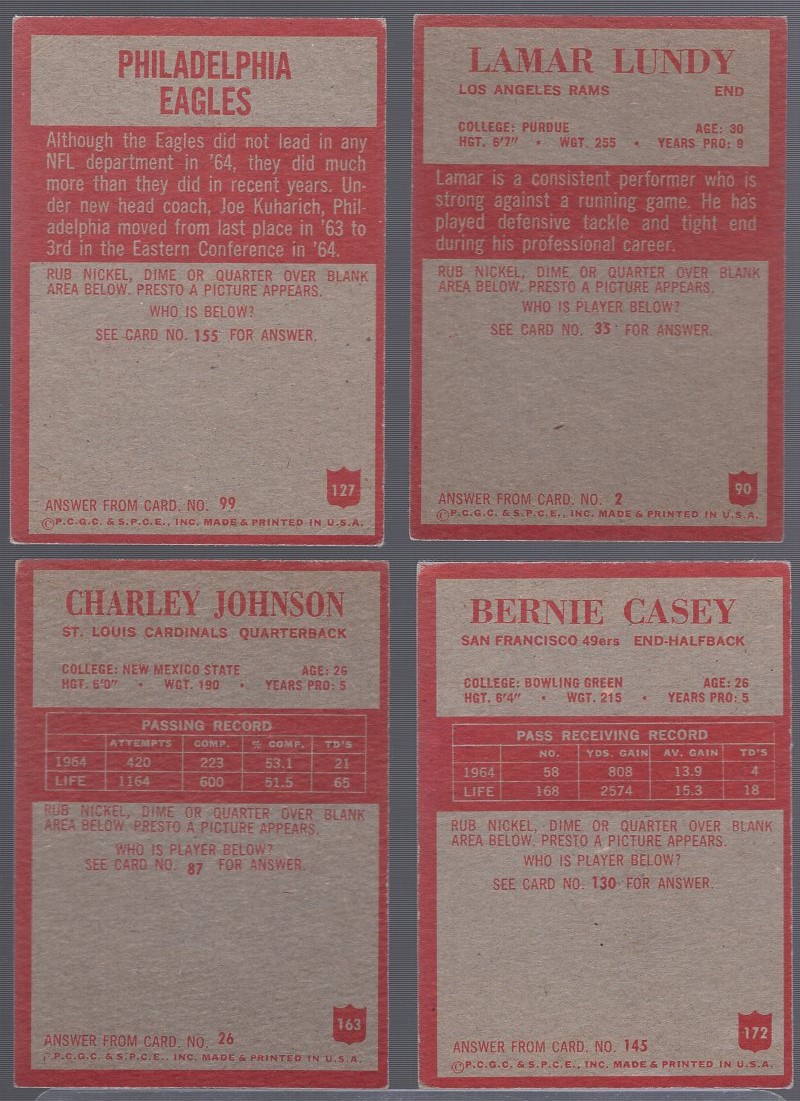 PHILADELPHIA
EAGLES
Although the Eagles did not lead in any
NFL department in '64, they did much
more than they did in recent years. Un-
der new head coach, Joe Kuharich, Phil-
adelphia moved from last place in '63 to
3rd in the Eastern Conference in '64.
RUB NICKEL, DIME OR QUARTER OVER BLANK
AREA BELOW. PRESTO A PICTURE APPEARS.
WHO IS BELOW?
SEE CARD NO. 155 FOR ANSWER.
127
ANSWER FROM CARD. NO. 99
©P.C.G.C. & S.P.C.E., INC. MADE & PRINTED IN U.S.A.
LAMAR LUNDY
LOS ANGELES RAMS END
COLLEGE: PURDUE AGE: 30
HGT. 6'7" • WGT. 255 • YEARS PRO: 9
Lamar is a consistent performer who is
strong against a running game. He has
played defensive tackle and tight end
during his professional career.
RUB NICKEL, DIME OR QUARTER OVER BLANK
AREA BELOW. PRESTO A PICTURE APPEARS.
WHO IS PLAYER BELOW?
SEE CARD NO. 33 FOR ANSWER.
90
ANSWER FROM CARD. NO. 2
©P.C.G.C. & S.P.C.E., INC. MADE & PRINTED IN U.S.A.
CHARLEY JOHNSON
ST. LOUIS CARDINALS QUARTERBACK
COLLEGE: NEW MEXICO STATE AGE: 26
HGT. 6'0" • WGT. 190 • YEARS PRO: 5
PASSING RECORD
ATTEMPTS COMP. % COMP. TD'S
1964 420 223 53.1 21
LIFE 1164 600 51.5 65
RUB NICKEL, DIME OR QUARTER OVER BLANK
AREA BELOW. PRESTO A PICTURE APPEARS.
WHO IS PLAYER BELOW?
SEE CARD NO. 87 FOR ANSWER.
163
ANSWER FROM CARD. NO. 26
P.C.G.C. & S.P.C.E., INC. MADE & PRINTED IN U.S.A.
BERNIE CASEY
SAN FRANCISCO 49ers END-HALFBACK
COLLEGE: BOWLING GREEN AGE: 26
HGT. 6'4" • WGT. 215 • YEARS PRO: 5
PASS RECEIVING RECORD
NO. YDS. GAIN AV. GAIN TD'S
1964 58 808 13.9 4
LIFE 168 2574 15.3 18
RUB NICKEL, DIME OR QUARTER OVER BLANK
AREA BELOW. PRESTO A PICTURE APPEARS.
WHO IS PLAYER BELOW?
SEE CARD NO. 130 FOR ANSWER.
172
ANSWER FROM CARD. NO. 145
©P.C.G.C. & S.P.C.E., INC. MADE & PRINTED IN U.S.A.